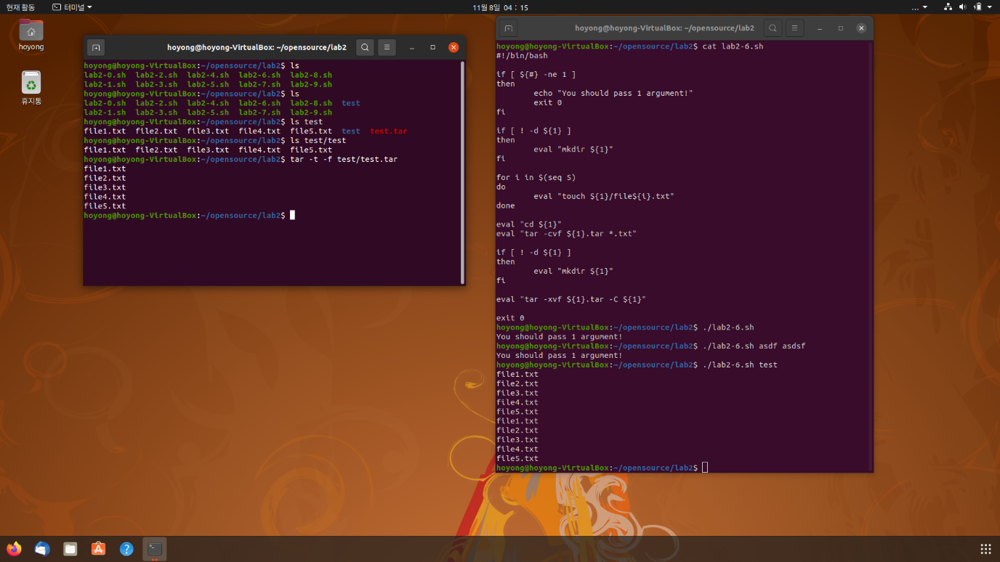 현재 활동
터미널
11월 8일 04 : 15
...
hoyong
휴지통
hoyong@hoyong-VirtualBox: ~/opensource/lab2
hoyong@hoyong-VirtualBox:~/opensource/lab2$ ls
lab2-0.sh lab2-2.sh lab2-4.sh lab2-6.sh lab2-8.sh
lab2-1.sh lab2-3.sh lab2-5.sh lab2-7.sh lab2-9.sh
hoyong@hoyong-VirtualBox:~/opensource/lab2$ ls
lab2-0.sh lab2-2.sh lab2-4.sh lab2-6.sh lab2-8.sh test
lab2-1.sh lab2-3.sh lab2-5.sh lab2-7.sh lab2-9.sh
hoyong@hoyong-VirtualBox:~/opensource/lab2$ ls test
file1.txt file2.txt file3.txt file4.txt file5.txt test test.tar
hoyong@hoyong-VirtualBox:~/opensource/lab2$ ls test/test
file1.txt file2.txt file3.txt file4.txt file5.txt
hoyong@hoyong-VirtualBox:~/opensource/lab2$ tar -t -f test/test.tar
file1.txt
file2.txt
file3.txt
file4.txt
file5.txt
hoyong@hoyong-VirtualBox:~/opensource/lab2$
hoyong@hoyong-VirtualBox: ~/opensource/lab2
hoyong@hoyong-VirtualBox:~/opensource/lab2$ cat lab2-6.sh
#!/bin/bash
if [ ${#} -ne 1 ]
then
echo "You should pass 1 argument!"
exit 0
fi
if [ ! -d ${1} ]
then
eval "mkdir ${1}"
fi
for i in $(seq 5)
do
eval "touch ${1}/file${i}.txt"
done
eval "cd ${1}"
eval "tar -cvf ${1}.tar *.txt"
if [ ! -d ${1} ]
then
eval "mkdir ${1}"
fi
eval "tar -xvf ${1}.tar -C ${1}"
exit 0
hoyong@hoyong-VirtualBox:~/opensource/lab2$ ./lab2-6.sh
You should pass 1 argument!
hoyong@hoyong-VirtualBox:~/opensource/lab2$ ./lab2-6.sh asdf asdsf
You should pass 1 argument!
hoyong@hoyong-VirtualBox:~/opensource/lab2$ ./lab2-6.sh test
file1.txt
file2.txt
file3.txt
file4.txt
file5.txt
file1.txt
file2.txt
file3.txt
file4.txt
file5.txt
hoyong@hoyong-VirtualBox:~/opensource/lab2$